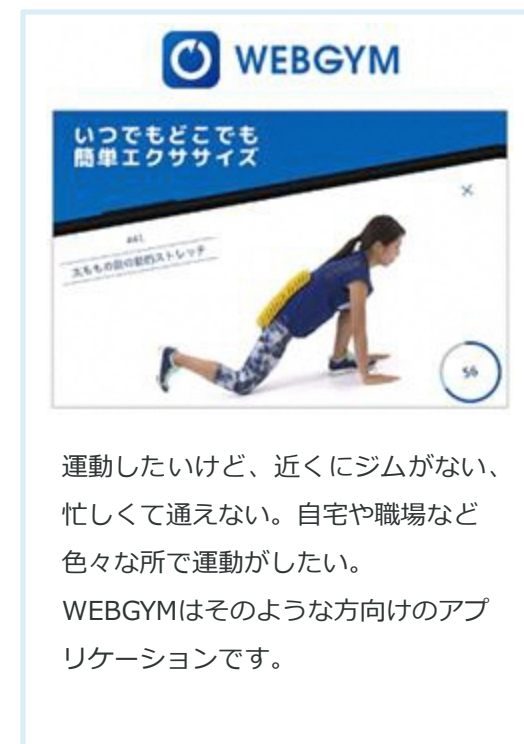 WEBGYM
いつでもどこでも
簡単エクササイズ
#41
太ももの前の動的ストレッチ
56
運動したいけど、近くにジムがない、
忙しくて通えない。自宅や職場など
色々な所で運動がしたい。
WEBGYMはそのような方向けのアプ
リケーションです。